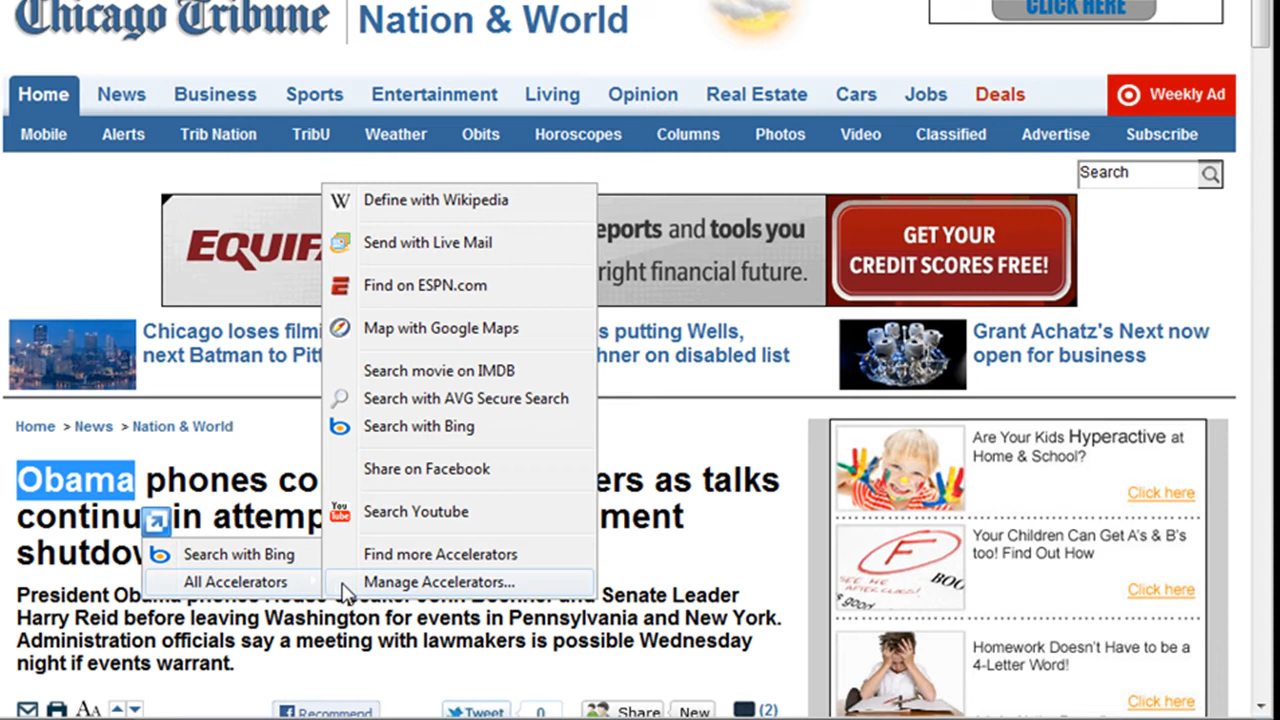 Chicago Tribune
Nation & World
CLICK HERE
Home News Business Sports Entertainment Living Opinion Real Estate Cars Jobs Deals Weekly Ad
Mobile Alerts Trib Nation TribU Weather Obits Horoscopes Columns Photos Video Classified Advertise Subscribe
Search
EQUIF
eports and tools you
right financial future.
GET YOUR
CREDIT SCORES FREE!
Define with Wikipedia
Send with Live Mail
Find on ESPN.com
Map with Google Maps
Search movie on IMDB
Search with AVG Secure Search
Search with Bing
Share on Facebook
You Tube
Search Youtube
Find more Accelerators
Manage Accelerators...
Chicago loses filmi
next Batman to Pit
s putting Wells,
hner on disabled list
Grant Achatz's Next now
open for business
Home > News > Nation & World
Obama phones co ers as talks
continu in attemp ment
shutdow
Search with Bing
All Accelerators
President Senate Leader
Harry Reid before leaving Washington for events in Pennsylvania and New York.
Administration officials say a meeting with lawmakers is possible Wednesday
night if events warrant.
AA
Recommend
Tweet 0
Share New
(2)
Are Your Kids Hyperactive at
Home & School?
Click here
Your Children Can Get A's & B's
too! Find Out How
Click here
Homework Doesn't Have to be a
4-Letter Word!
Click here